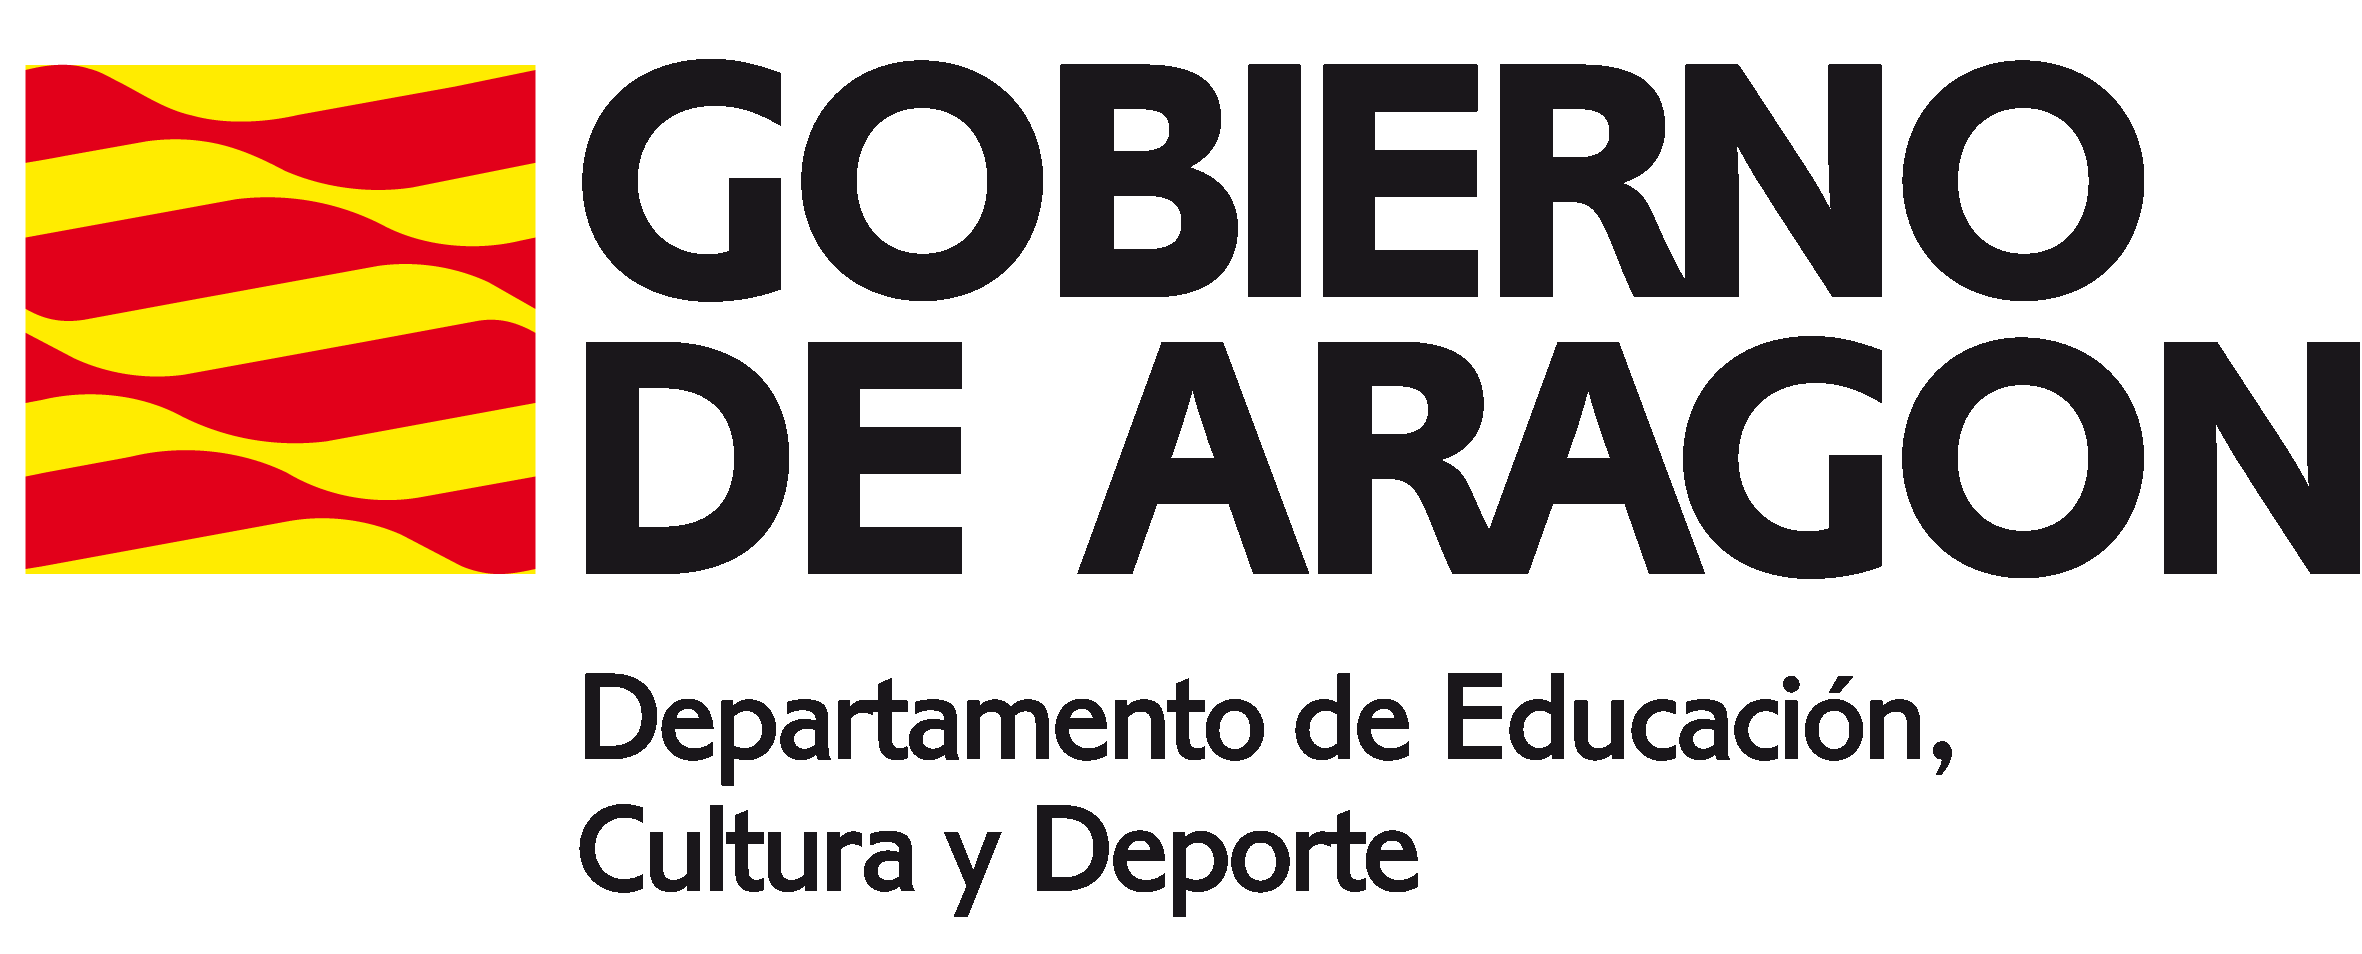 GOBIERNO
DE ARAGON
Departamento de Educación,
Cultura y Deporte